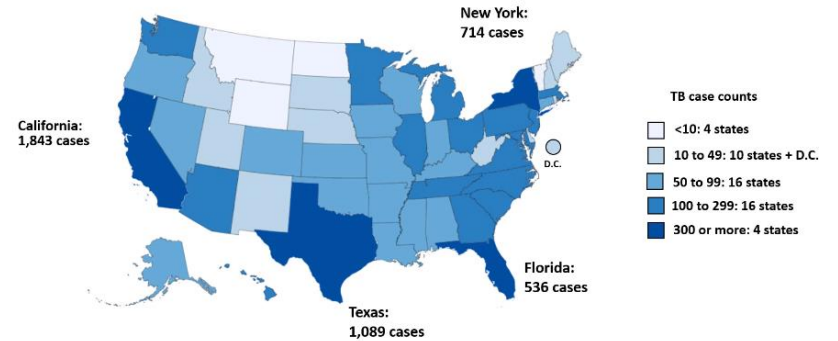 New York:
714 cases
California:
1,843 cases
D.C.
Florida:
536 cases
Texas:
1,089 cases
TB case counts
<10: 4 states
10 to 49: 10 states + D.C.
50 to 99: 16 states
100 to 299: 16 states
300 or more: 4 states